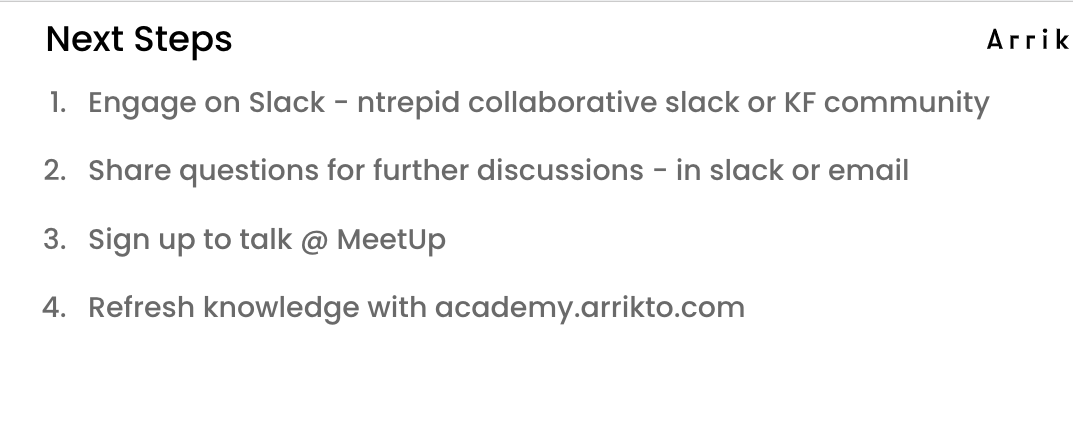 Next Steps
Arrik
1. Engage on Slack - ntrepid collaborative slack or KF community
2. Share questions for further discussions - in slack or email
3. Sign up to talk @ MeetUp
4. Refresh knowledge with academy.arrikto.com